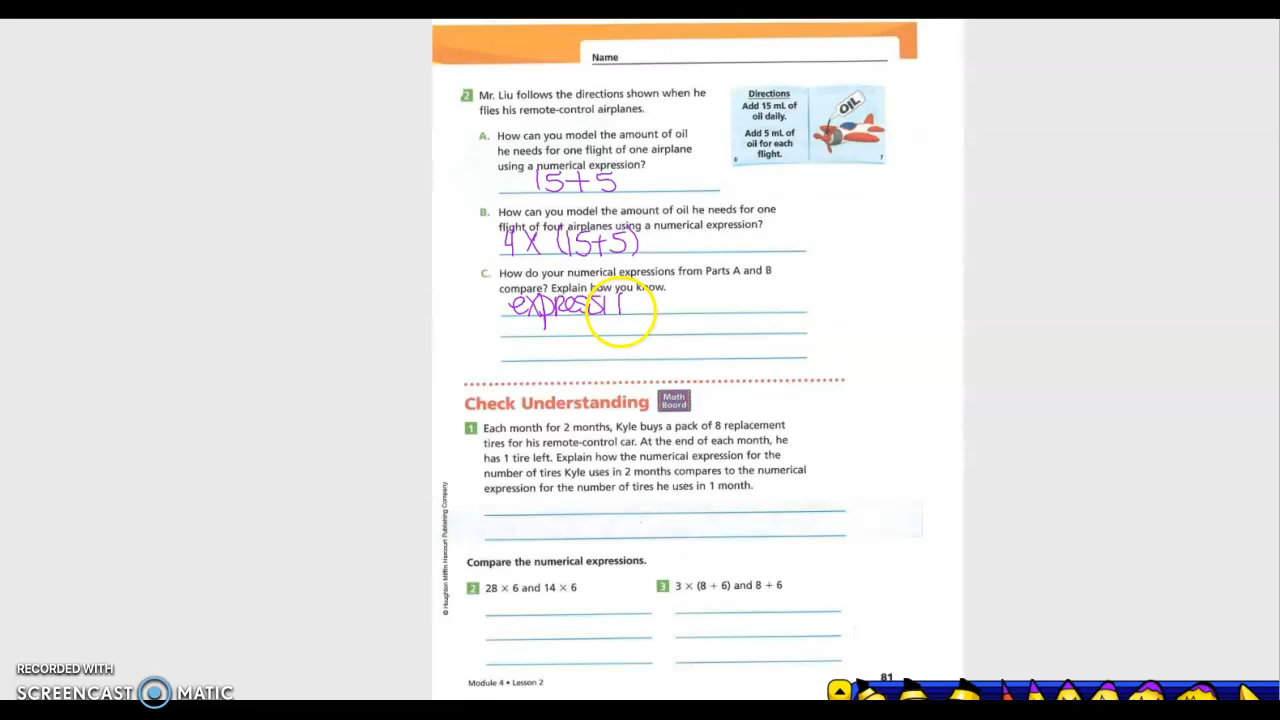 Name
2 Mr. Liu follows the directions shown when he
flies his remote-control airplanes.
Directions
Add 15 mL of
oil daily.
Add 5 mL of
oil for each
flight.
6
OIL
7
A. How can you model the amount of oil
he needs for one flight of one airplane
using a numerical expression?
15+5
B. How can you model the amount of oil he needs for one
flight of four airplanes using a numerical expression?
4 X (15+5)
C. How do your numerical expressions from Parts A and B
compare? Explain how you know.
Check Understanding
Math
Board
1 Each month for 2 months, Kyle buys a pack of 8 replacement
tires for his remote-control car. At the end of each month, he
has 1 tire left. Explain how the numerical expression for the
number of tires Kyle uses in 2 months compares to the numerical
expression for the number of tires he uses in 1 month.
Compare the numerical expressions.
2 28 × 6 and 14 × 6
3 3 × (8 + 6) and 8 + 6
© Houghton Mifflin Harcourt Publishing Company
Module 4 • Lesson 2
81
RECORDED WITH
SCREENCAST MATIC